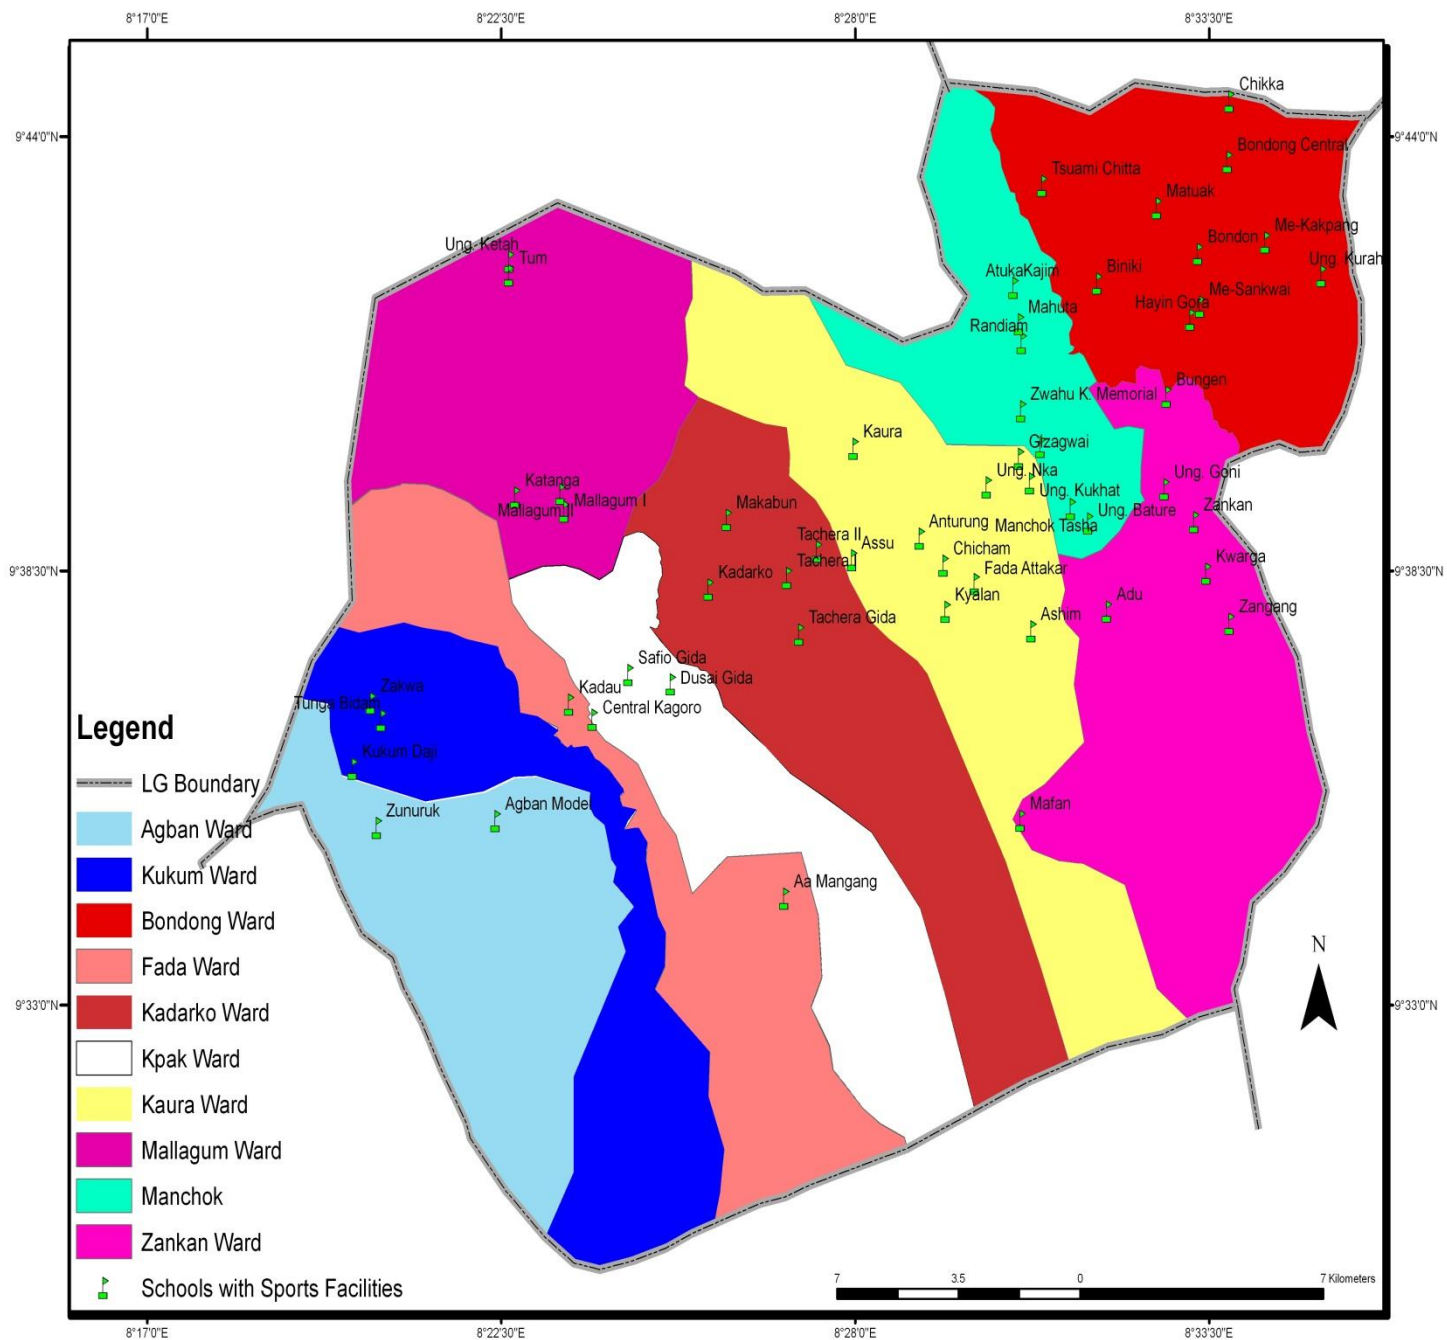 8°17'0"E 8°22'30"E 8°28'0"E 8°33'30"E
9°44'0"N 9°44'0"N
Chikka
Bondong Central
Tsuami Chitta
Matuak
Me-Kakpang
Bondon
Ung. Kurah
Ung. Ketah
Tum
AtukaKajim
Biniki
Me-Sankwai
Hayin Gora
Mahuta
Randiam
Bungen
Zwahu K. Memorial
Kaura
Gizagwai
Ung. Nka
Ung. Goni
Katanga
Mallagum I
Mallagum II
Makabun
Ung. Kukhat
Zankan
Ung. Bature
Manchok Tasha
Anturung
Tachera II
Assu
Chicham
9°38'30"N 9°38'30"N
Tachera I
Kwarga
Kadarko
Fada Attakar
Kyalan
Adu
Zangang
Tachera Gida
Ashim
Safio Gida
Dusai Gida
Zakwa
Kadau
Tunga Bidam
Central Kagoro
Kukum Daji
Zunuruk
Agban Model
Mafan
Aa Mangang
9°33'0"N 9°33'0"N
Legend
LG Boundary
Agban Ward
Kukum Ward
Bondong Ward
Fada Ward
Kadarko Ward
Kpak Ward
Kaura Ward
Mallagum Ward
Manchok
Zankan Ward
Schools with Sports Facilities
N
7 3.5 0 7 Kilometers
8°17'0"E 8°22'30"E 8°28'0"E 8°33'30"E